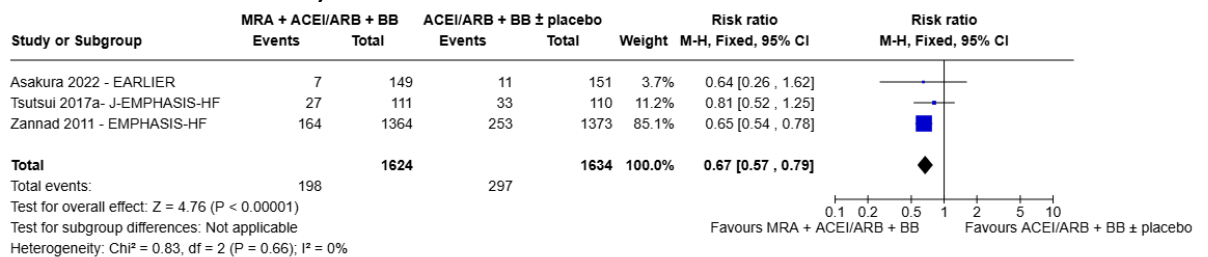 MRA + ACEI/ARB + BB ACEI/ARB + BB ± placebo Risk ratio Risk ratio
Study or Subgroup Events Total Events Total Weight M-H, Fixed, 95% CI M-H, Fixed, 95% CI
Asakura 2022 - EARLIER 7 149 11 151 3.7% 0.64 [0.26 , 1.62]
Tsutsui 2017a- J-EMPHASIS-HF 27 111 33 110 11.2% 0.81 [0.52 , 1.25]
Zannad 2011 - EMPHASIS-HF 164 1364 253 1373 85.1% 0.65 [0.54 , 0.78]
Total 1624 1634 100.0% 0.67 [0.57 , 0.79]
Total events: 198 297
Test for overall effect: Z = 4.76 (P < 0.00001) 0.1 0.2 0.5 1 2 5 10
Test for subgroup differences: Not applicable Favours MRA + ACEI/ARB + BB Favours ACEI/ARB + BB ± placebo
Heterogeneity: Chi² = 0.83, df = 2 (P = 0.66); I² = 0%